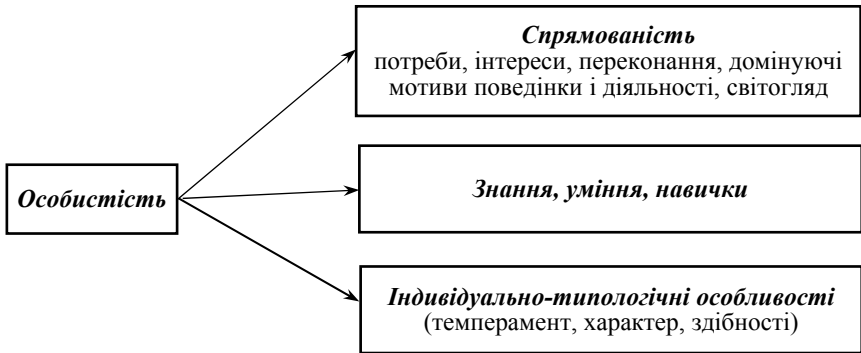 Спрямованість
потреби, інтереси, переконання, домінуючі
мотиви поведінки і діяльності, світогляд
Особистість
Знання, уміння, навички
Індивідуально-типологічні особливості
(темперамент, характер, здібності)